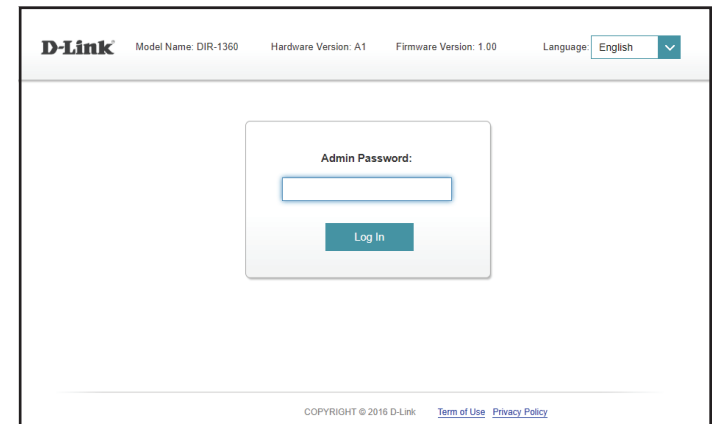 D-Link Model Name: DIR-1360 Hardware Version: A1 Firmware Version: 1.00 Language: English
Admin Password:
Log In
COPYRIGHT © 2016 D-Link Term of Use Privacy Policy